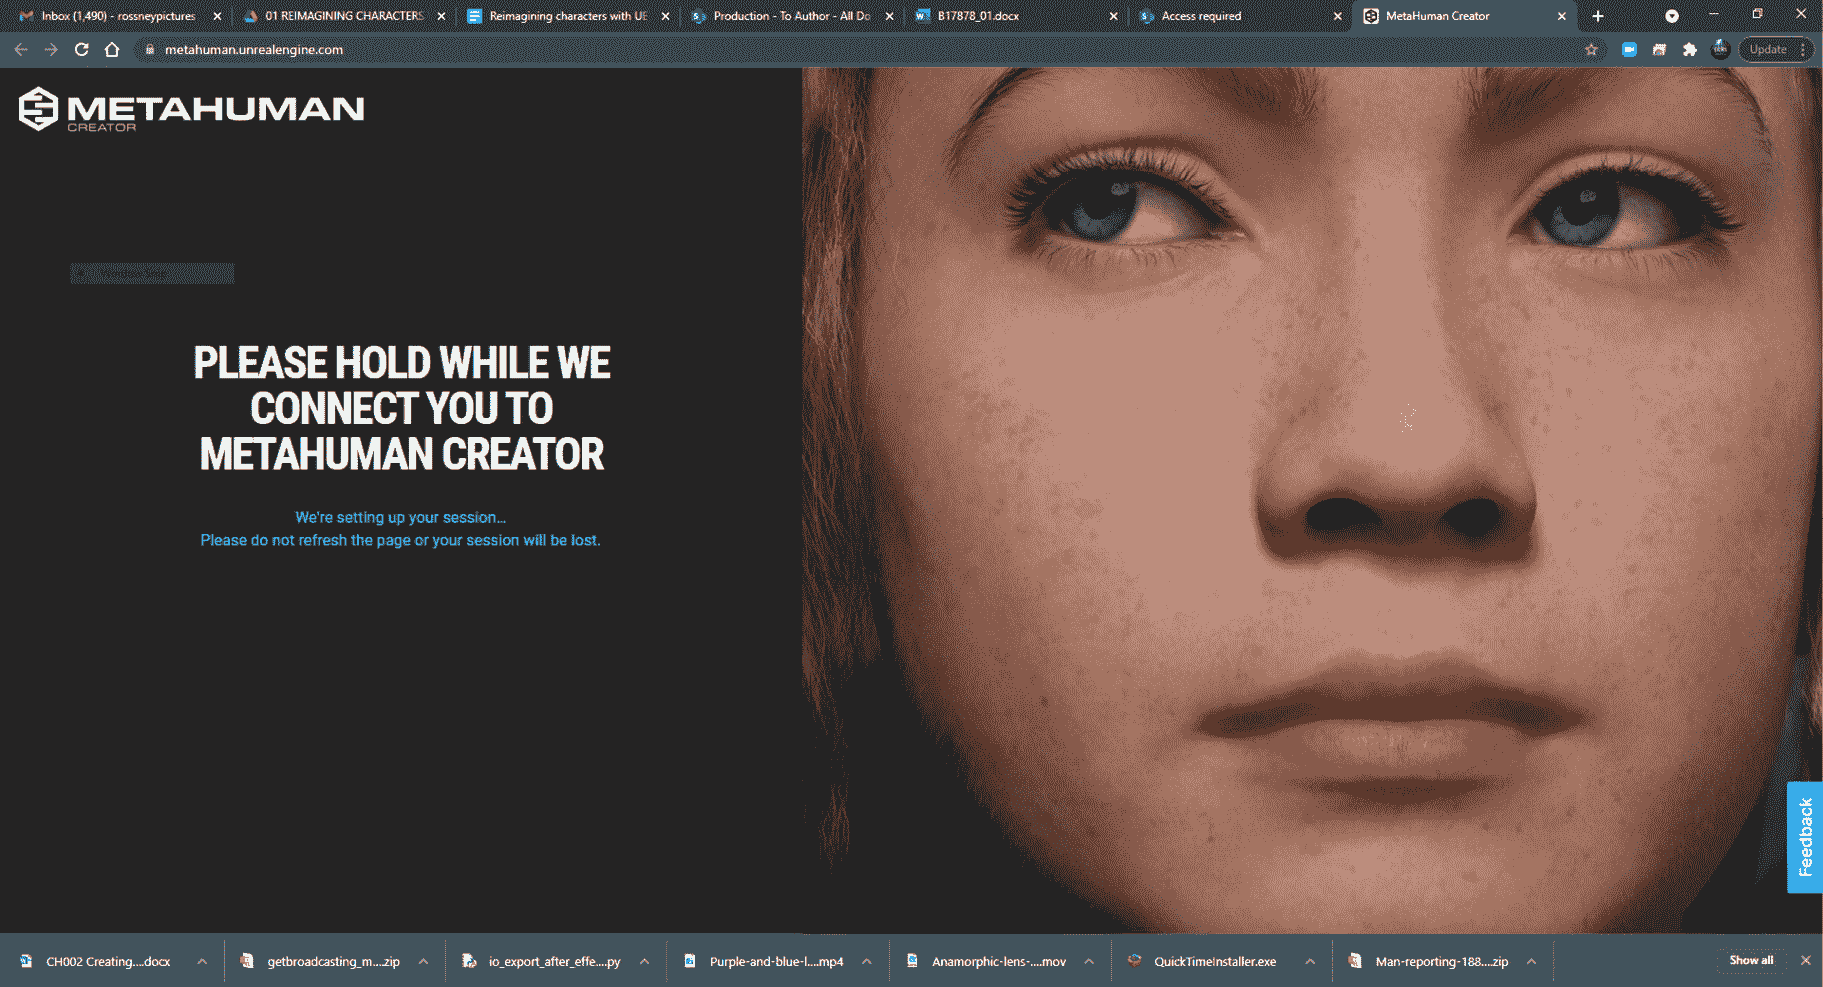 Inbox (1,490) - rossneypictures
01 REIMAGINING CHARACTERS
Reimagining characters with UE
Production - To Author - All Do
B17878_01.docx
Access required
MetaHuman Creator
metahuman.unrealengine.com
Update
METAHUMAN
CREATOR
Window Snip
PLEASE HOLD WHILE WE
CONNECT YOU TO
METAHUMAN CREATOR
We're setting up your session...
Please do not refresh the page or your session will be lost.
Feedback
CH002 Creating....docx
getbroadcasting_m....zip
io_export_after_effe....py
Purple-and-blue-l....mp4
Anamorphic-lens-....mov
QuickTimeInstaller.exe
Man-reporting-188....zip
Show all